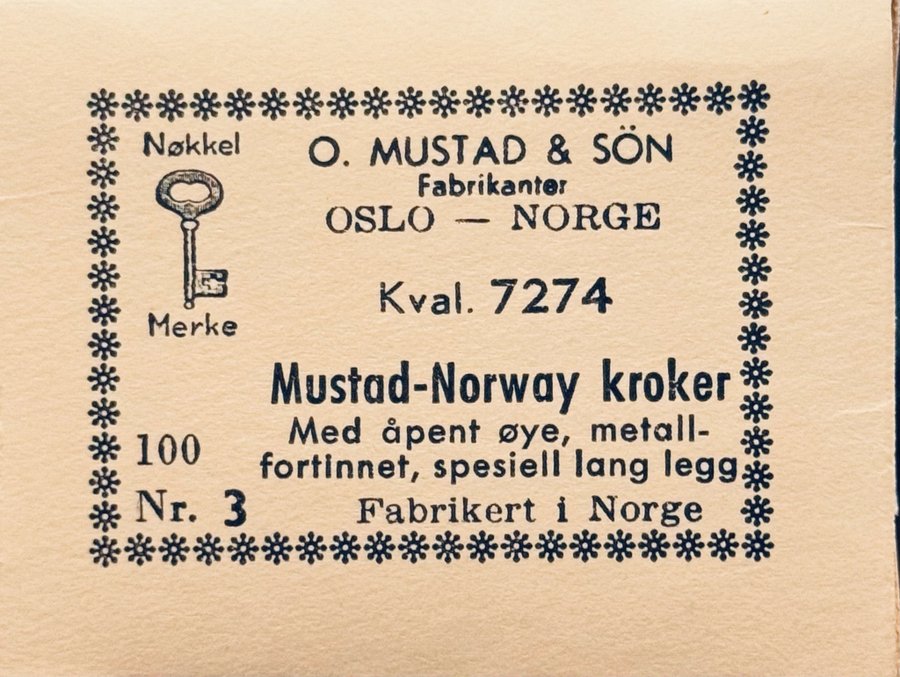 Nøkkel
Merke
O. MUSTAD & SÖN
Fabrikanter
OSLO — NORGE
Kval. 7274
Mustad-Norway kroker
Med åpent øye, metall-
fortinnet, spesiell lang legg
100
Nr. 3
Fabrikert i Norge